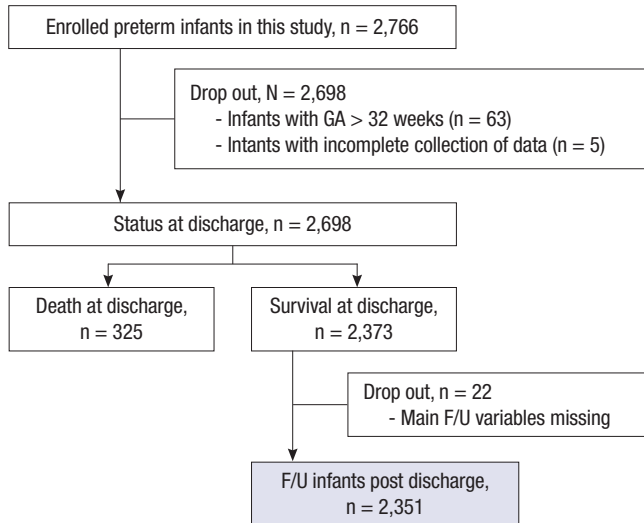 Enrolled preterm infants in this study, n = 2,766
Drop out, N = 2,698
- Infants with GA > 32 weeks (n = 63)
- Intants with incomplete collection of data (n = 5)
Status at discharge, n = 2,698
Death at discharge,
n = 325
Survival at discharge,
n = 2,373
Drop out, n = 22
- Main F/U variables missing
F/U infants post discharge,
n = 2,351